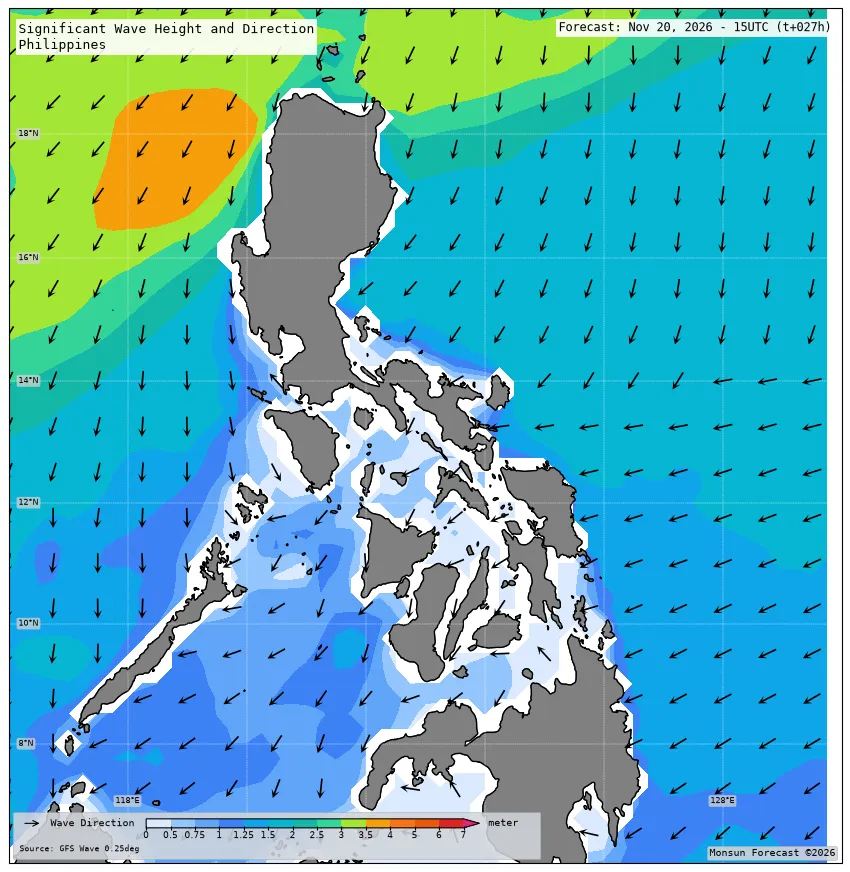 Significant Wave Height and Direction
Philippines
Forecast: Nov 20, 2026 - 15UTC (t+027h)
18°N
16°N
14°N
12°N
10°N
8°N
118°E
128°E
Wave Direction
0 0.5 0.75 1 1.25 1.5 2 2.5 3 3.5 4 5 6 7
meter
Source: GFS Wave 0.25deg
Monsun Forecast ©2026